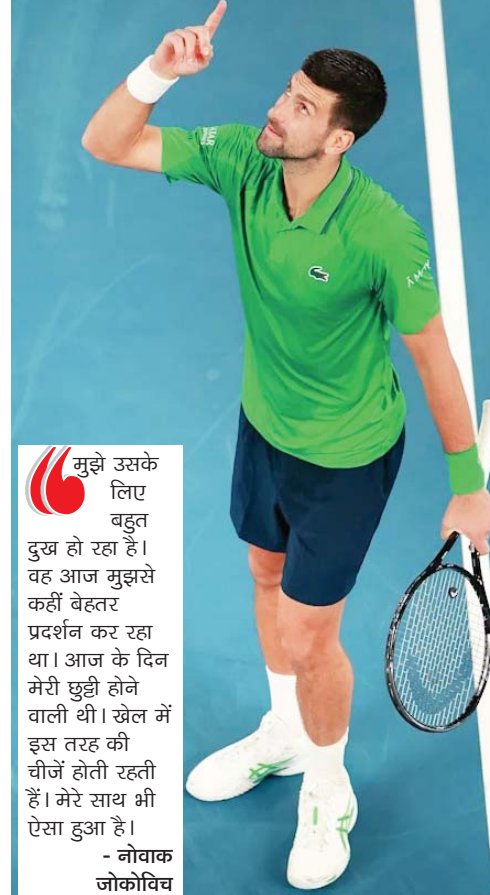 मुझे उसके
लिए
बहुत
दुख हो रहा है।
वह आज मुझसे
कहीं बेहतर
प्रदर्शन कर रहा
था। आज के दिन
मेरी छुट्टी होने
वाली थी। खेल में
इस तरह की
चीजें होती रहती
हैं। मेरे साथ भी
ऐसा हुआ है।
- नोवाक
जोकोविच